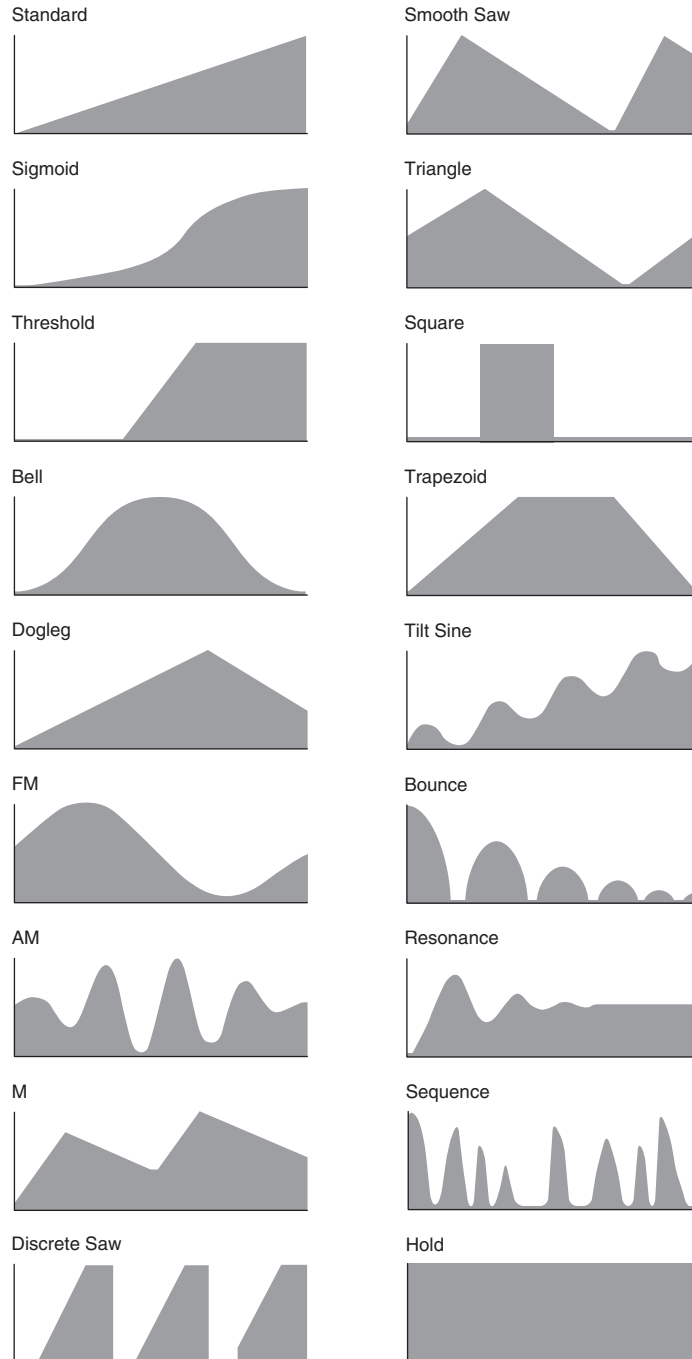 Standard
Smooth Saw
Sigmoid
Triangle
Threshold
Square
Bell
Trapezoid
Dogleg
Tilt Sine
FM
Bounce
AM
Resonance
M
Sequence
Discrete Saw
Hold